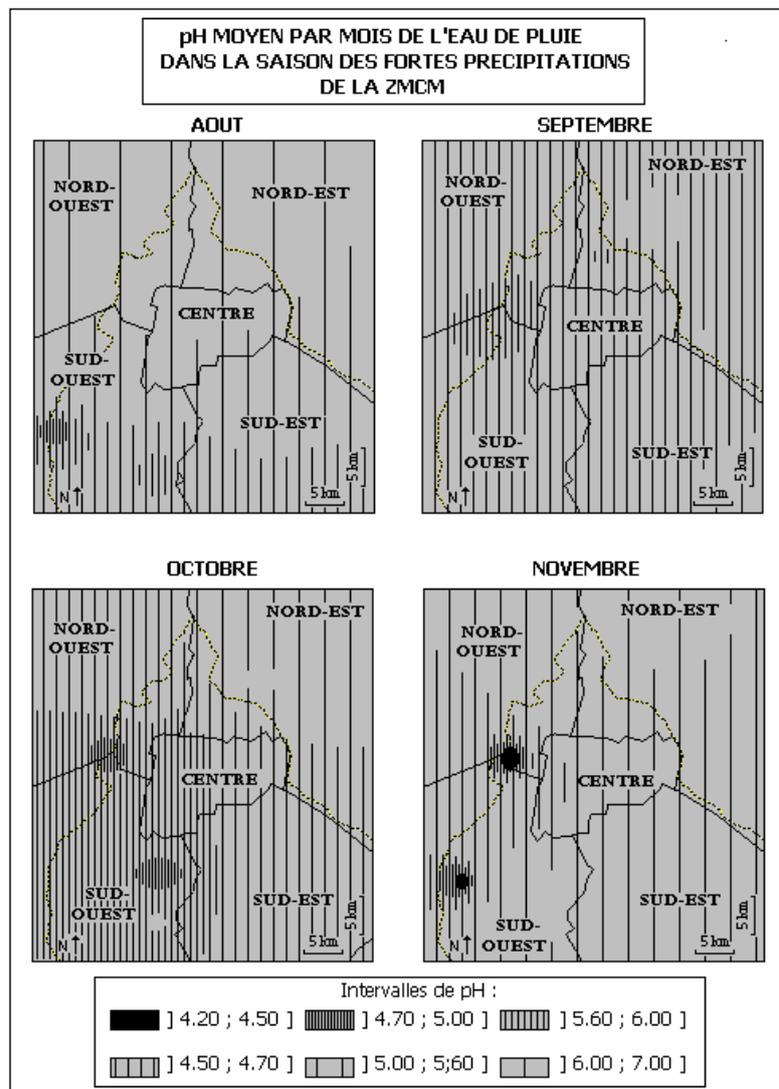 pH MOYEN PAR MOIS DE L'EAU DE PLUIE
DANS LA SAISON DES FORTES PRECIPITATIONS
DE LA ZMCM
AOUT
NORD-
OUEST
NORD-EST
CENTRE
SUD-
OUEST
SUD-EST
N
5 km
5 km
SEPTEMBRE
NORD-
OUEST
NORD-EST
CENTRE
SUD-
OUEST
SUD-EST
N
5 km
5 km
OCTOBRE
NORD-
OUEST
NORD-EST
CENTRE
SUD-
OUEST
SUD-EST
N
5 km
5 km
NOVEMBRE
NORD-
OUEST
NORD-EST
CENTRE
SUD-
OUEST
SUD-EST
N
5 km
5 km
Intervalles de pH :
] 4.20 ; 4.50 ] ] 4.70 ; 5.00 ] ] 5.60 ; 6.00 ]
] 4.50 ; 4.70 ] ] 5.00 ; 5;60 ] ] 6.00 ; 7.00 ]